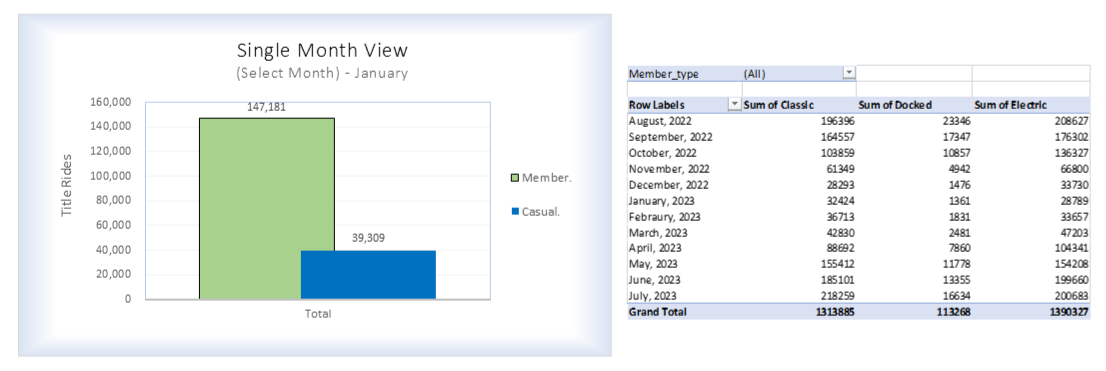 Single Month View
(Select Month) - January
160,000
140,000
120,000
100,000
80,000
60,000
40,000
20,000
0
Title Rides
147,181
39,309
Total
Member.
Casual.
Member_type (All)
Row Labels Sum of Classic Sum of Docked Sum of Electric
August, 2022 196396 23346 208627
September, 2022 164557 17347 176302
October, 2022 103859 10857 136327
November, 2022 61349 4942 66800
December, 2022 28293 1476 33730
January, 2023 32424 1361 28789
Febraury, 2023 36713 1831 33657
March, 2023 42830 2481 47203
April, 2023 88692 7860 104341
May, 2023 155412 11778 154208
June, 2023 185101 13355 199660
July, 2023 218259 16634 200683
Grand Total 1313885 113268 1390327